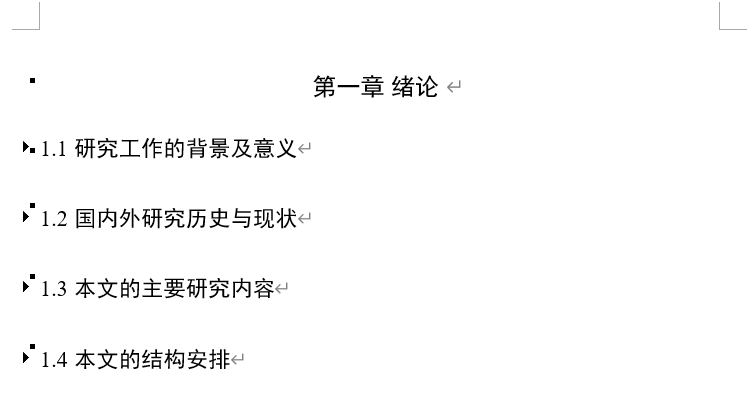 第一章 绪论
1.1 研究工作的背景及意义
1.2 国内外研究历史与现状
1.3 本文的主要研究内容
1.4 本文的结构安排